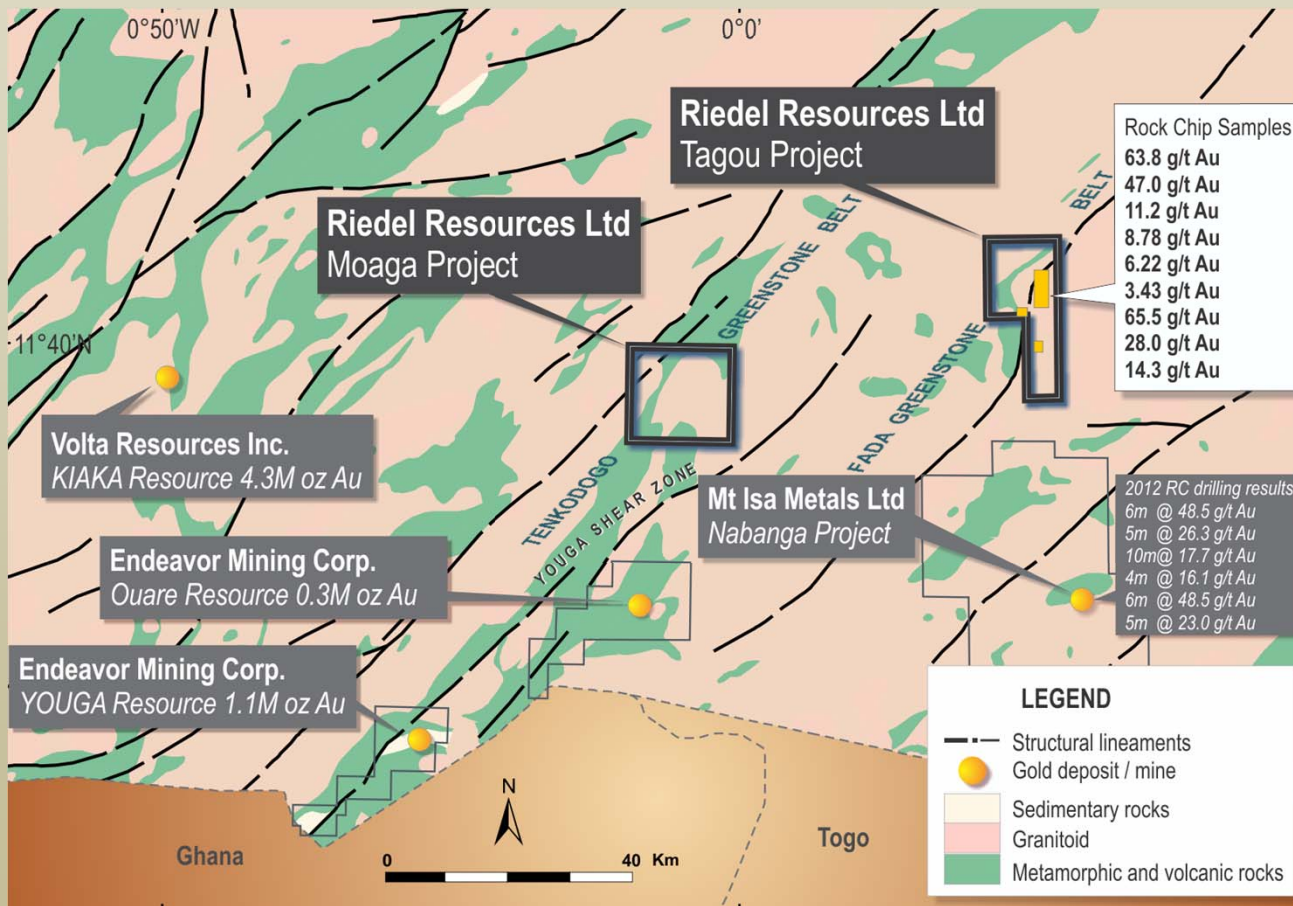 0°50'W
0°0'
Riedel Resources Ltd
Tagou Project
Rock Chip Samples
63.8 g/t Au
47.0 g/t Au
11.2 g/t Au
8.78 g/t Au
6.22 g/t Au
3.43 g/t Au
65.5 g/t Au
28.0 g/t Au
14.3 g/t Au
Riedel Resources Ltd
Moaga Project
TENKODOGO GREENSTONE BELT
FADA GREENSTONE BELT
YOUGA SHEAR ZONE
11°40'N
Volta Resources Inc.
KIAKA Resource 4.3M oz Au
Mt Isa Metals Ltd
Nabanga Project
2012 RC drilling results
6m @ 48.5 g/t Au
5m @ 26.3 g/t Au
10m@ 17.7 g/t Au
4m @ 16.1 g/t Au
6m @ 48.5 g/t Au
5m @ 23.0 g/t Au
Endeavor Mining Corp.
Ouare Resource 0.3M oz Au
Endeavor Mining Corp.
YOUGA Resource 1.1M oz Au
LEGEND
Structural lineaments
Gold deposit / mine
Sedimentary rocks
Granitoid
Metamorphic and volcanic rocks
N
0 40 Km
Ghana
Togo